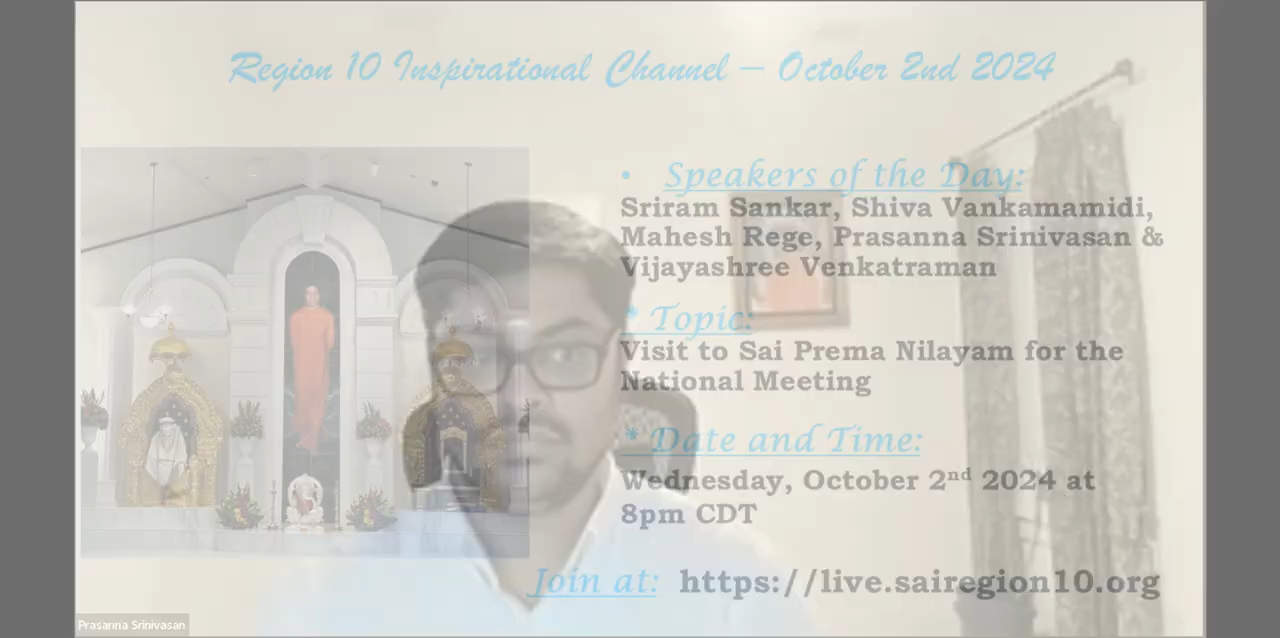 Region 10 Inspirational Channel – October 2nd 2024
• Speakers of the Day:
Sriram Sankar, Shiva Vankamamidi,
Mahesh Rege, Prasanna Srinivasan &
Vijayashree Venkatraman
* Topic:
Visit to Sai Prema Nilayam for the
National Meeting
* Date and Time:
Wednesday, October 2nd 2024 at
8pm CDT
Join at: https://live.sairegion10.org
Prasanna Srinivasan